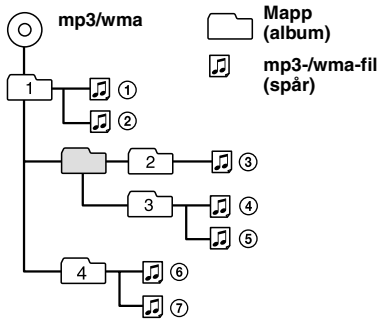 mp3/wma
Mapp
(album)
mp3-/wma-fil
(spår)
1
①
②
2
③
3
④
⑤
4
⑥
⑦